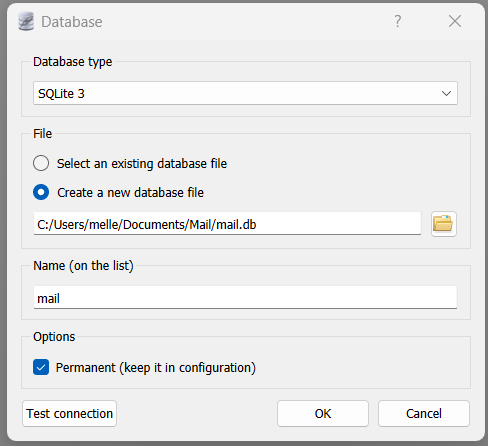 Database
?
Database type
SQLite 3
File
Select an existing database file
Create a new database file
C:/Users/melle/Documents/Mail/mail.db
Name (on the list)
mail
Options
Permanent (keep it in configuration)
Test connection OK Cancel